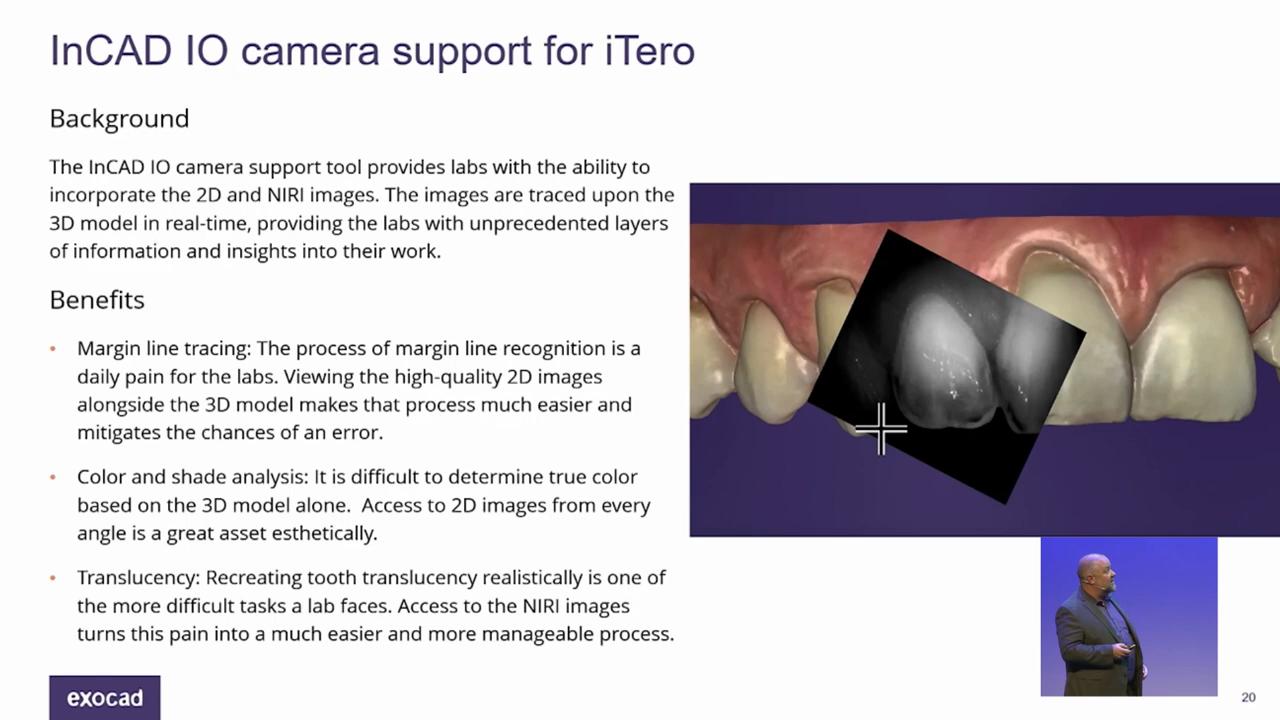 InCAD IO camera support for iTero
Background
The InCAD IO camera support tool provides labs with the ability to
incorporate the 2D and NIRI images. The images are traced upon the
3D model in real-time, providing the labs with unprecedented layers
of information and insights into their work.
Benefits
• Margin line tracing: The process of margin line recognition is a
daily pain for the labs. Viewing the high-quality 2D images
alongside the 3D model makes that process much easier and
mitigates the chances of an error.
• Color and shade analysis: It is difficult to determine true color
based on the 3D model alone.  Access to 2D images from every
angle is a great asset esthetically.
• Translucency: Recreating tooth translucency realistically is one of
the more difficult tasks a lab faces. Access to the NIRI images
turns this pain into a much easier and more manageable process.
exocad
20